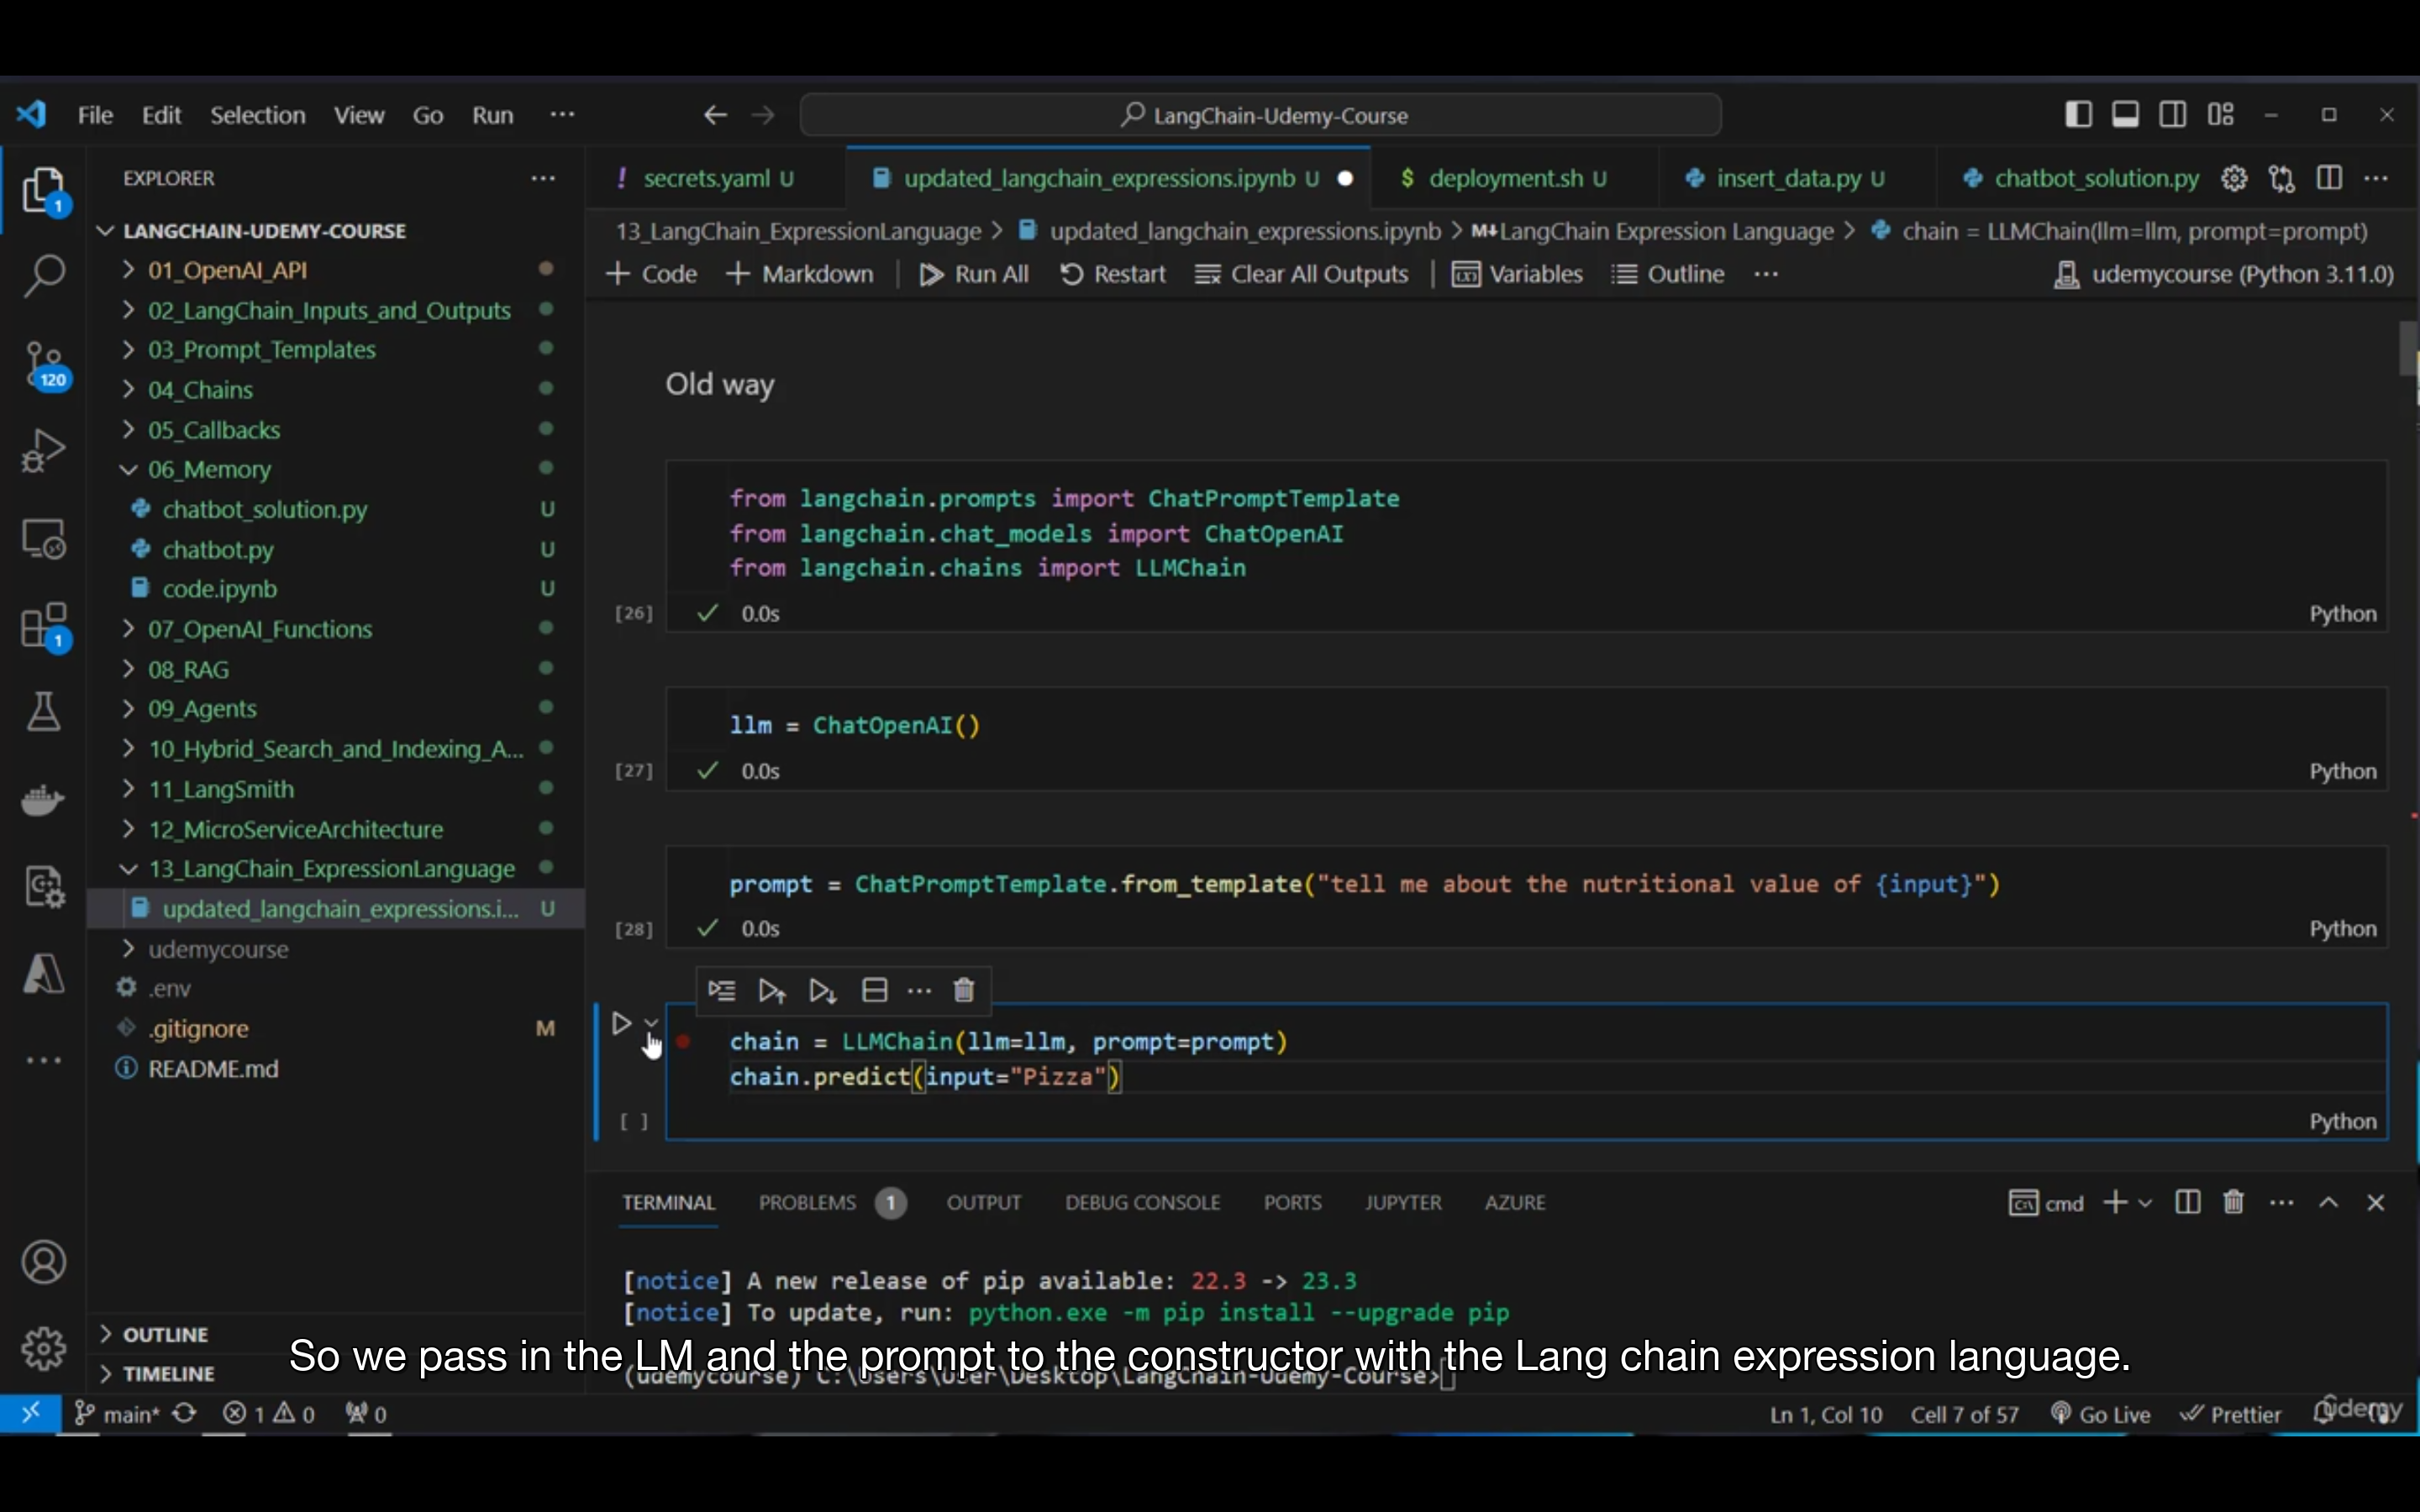 File Edit Selection View Go Run ···
LangChain-Udemy-Course
EXPLORER ···
LANGCHAIN-UDEMY-COURSE
01_OpenAI_API
02_LangChain_Inputs_and_Outputs
03_Prompt_Templates
04_Chains
05_Callbacks
06_Memory
chatbot_solution.py U
chatbot.py U
code.ipynb U
07_OpenAI_Functions
08_RAG
09_Agents
10_Hybrid_Search_and_Indexing_A...
11_LangSmith
12_MicroServiceArchitecture
13_LangChain_ExpressionLanguage
updated_langchain_expressions.i... U
udemycourse
.env
.gitignore M
README.md
OUTLINE
TIMELINE
1
120
1
! secrets.yaml U
updated_langchain_expressions.ipynb U
$ deployment.sh U
insert_data.py U
chatbot_solution.py
13_LangChain_ExpressionLanguage > updated_langchain_expressions.ipynb > M↓LangChain Expression Language > chain = LLMChain(llm=llm, prompt=prompt)
+ Code + Markdown | Run All Restart Clear All Outputs | Variables Outline ···
udemycourse (Python 3.11.0)
Old way
from langchain.prompts import ChatPromptTemplate
from langchain.chat_models import ChatOpenAI
from langchain.chains import LLMChain
[26] ✓ 0.0s Python
llm = ChatOpenAI()
[27] ✓ 0.0s Python
prompt = ChatPromptTemplate.from_template("tell me about the nutritional value of {input}")
[28] ✓ 0.0s Python
chain = LLMChain(llm=llm, prompt=prompt)
chain.predict(input="Pizza")
[ ] Python
TERMINAL PROBLEMS 1 OUTPUT DEBUG CONSOLE PORTS JUPYTER AZURE
cmd
[notice] A new release of pip available: 22.3 -> 23.3
[notice] To update, run: python.exe -m pip install --upgrade pip
So we pass in the LM and the prompt to the constructor with the Lang chain expression language.
(udemycourse) C:\Users\User\Desktop\LangChain-Udemy-Course>
main* 1 0 0
Ln 1, Col 10 Cell 7 of 57 Go Live Prettier
Udemy